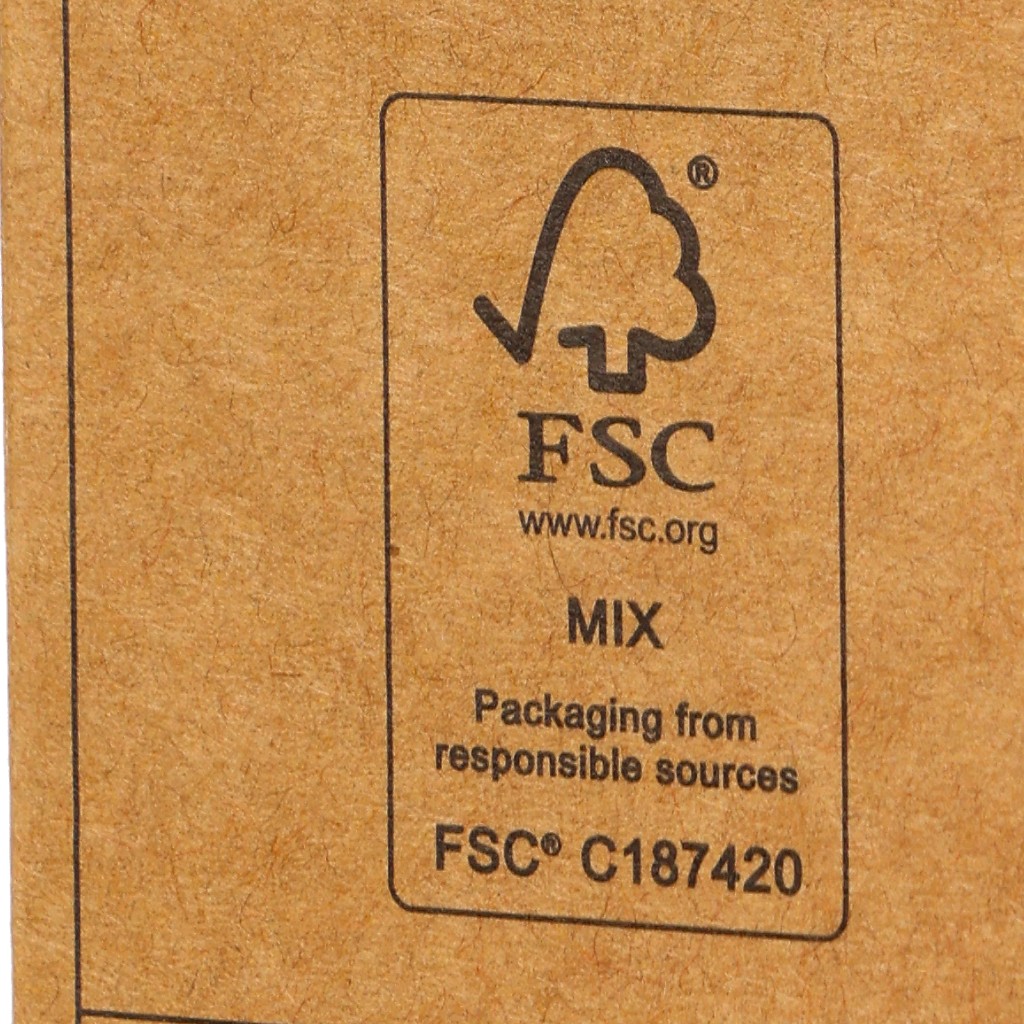 ®
FSC
www.fsc.org
MIX
Packaging from
responsible sources
FSC® C187420